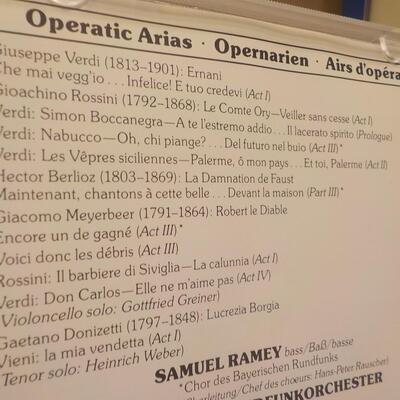 Operatic Arias · Opernarien · Airs d'opéra
Giuseppe Verdi (1813–1901): Ernani
Che mai vegg'io . . . Infelice! E tuo credevi (Act I)
Gioachino Rossini (1792–1868): Le Comte Ory—Veiller sans cesse (Act I)
Verdi: Simon Boccanegra—A te l'estremo addio . . . Il lacerato spirito (Prologue)
Verdi: Nabucco—Oh, chi piange? . . . Del futuro nel buio (Act III)*
Verdi: Les Vêpres siciliennes—Palerme, ô mon pays . . . Et toi, Palerme (Act II)
Hector Berlioz (1803–1869): La Damnation de Faust
Maintenant, chantons à cette belle . . . Devant la maison (Part III)*
Giacomo Meyerbeer (1791–1864): Robert le Diable
Encore un de gagné (Act III)*
Voici donc les débris (Act III)
Rossini: Il barbiere di Siviglia—La calunnia (Act I)
Verdi: Don Carlos—Elle ne m'aime pas (Act IV)
(Violoncello solo: Gottfried Greiner)
Gaetano Donizetti (1797–1848): Lucrezia Borgia
Vieni: la mia vendetta (Act I)
(Tenor solo: Heinrich Weber)
SAMUEL RAMEY bass/Baß/basse
*Chor des Bayerischen Rundfunks
Chorleitung/Chef des choeurs: Hans-Peter Rauscher)
RUNDFUNKORCHESTER